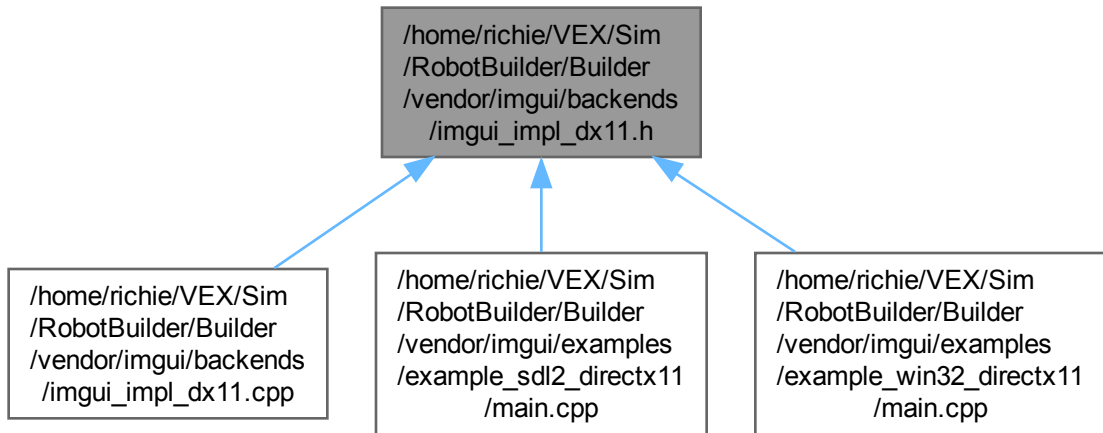 /home/richie/VEX/Sim
/RobotBuilder/Builder
/vendor/imgui/backends
/imgui_impl_dx11.h
/home/richie/VEX/Sim
/RobotBuilder/Builder
/vendor/imgui/backends
/imgui_impl_dx11.cpp
/home/richie/VEX/Sim
/RobotBuilder/Builder
/vendor/imgui/examples
/example_sdl2_directx11
/main.cpp
/home/richie/VEX/Sim
/RobotBuilder/Builder
/vendor/imgui/examples
/example_win32_directx11
/main.cpp